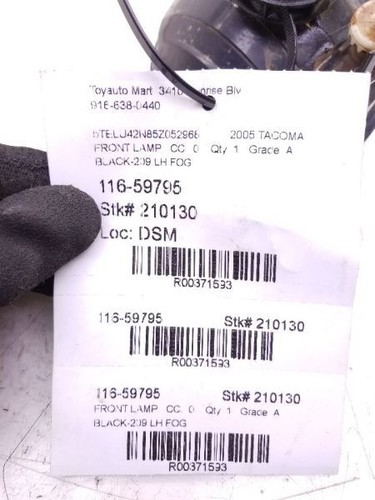 Toyauto Mart 3410 Blv
916-638-0440
5TELU42N85Z052968 2005 TACOMA
FRONT LAMP CC: 0 Qty 1 Grade A
BLACK-209 LH FOG
116-59795
Stk# 210130
Loc: DSM
R00371593
116-59795 Stk# 210130
R00371593
116-59795 Stk# 210130
FRONT LAMP CC: 0 Qty 1 Grade A
BLACK-209 LH FOG
R00371593